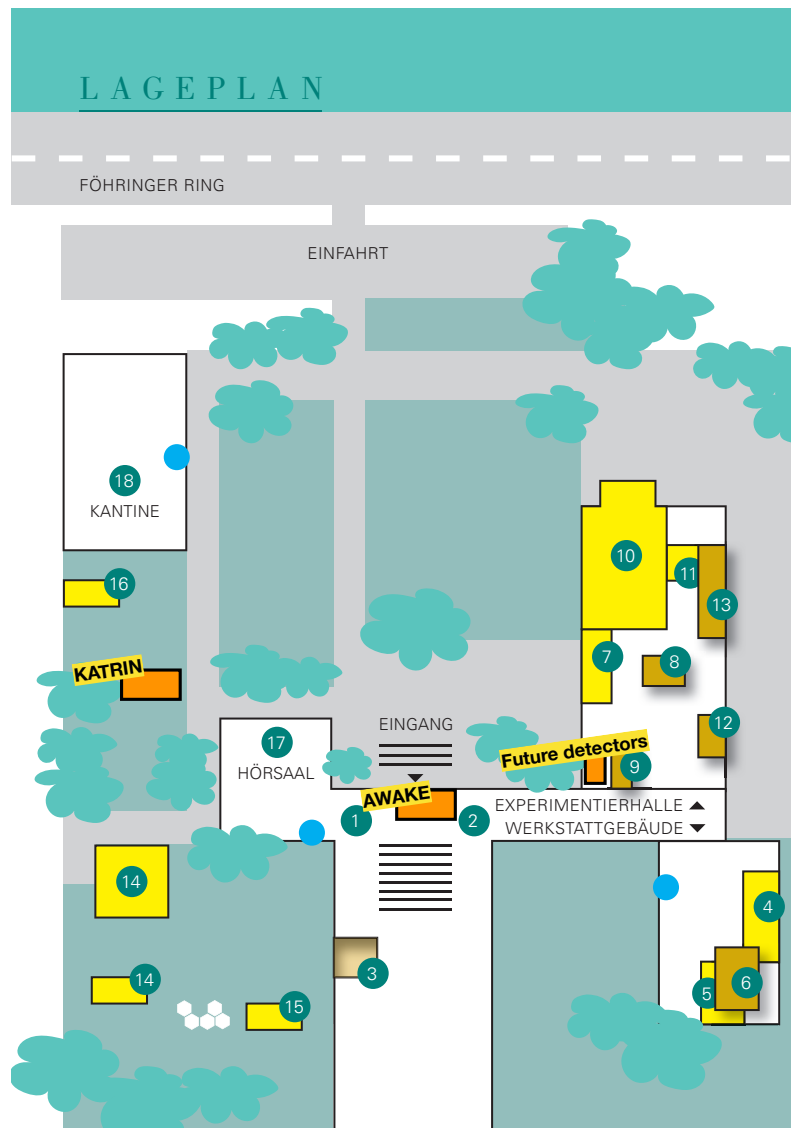 LAGEPLAN
FÖHRINGER RING
EINFAHRT
18
KANTINE
10
11
16
13
7
8
KATRIN
EINGANG
12
17
HÖRSAAL
Future detectors
9
AWAKE
EXPERIMENTIERHALLE ▲
1
2
WERKSTATTGEBÄUDE ▼
14
4
3
14
5
6
15